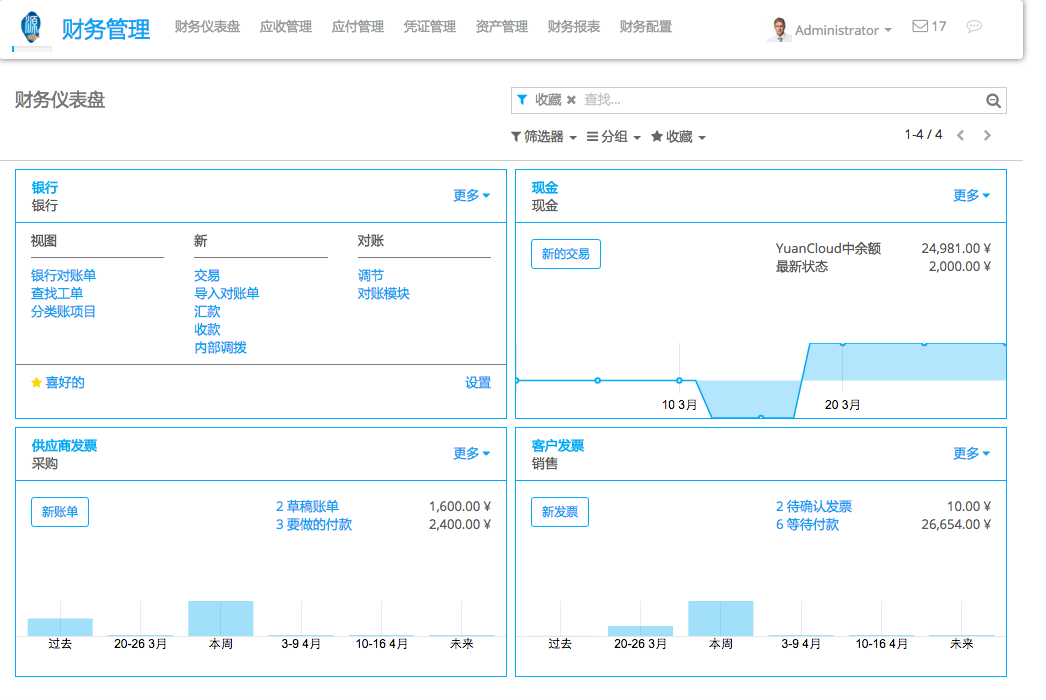 源
财务管理 财务仪表盘 应收管理 应付管理 凭证管理 资产管理 财务报表 财务配置 Administrator 17
财务仪表盘
收藏 ✖ 查找...
筛选器 分组 收藏 1-4 / 4
银行
银行
更多
视图 新 对账
银行对账单 交易 调节
查找工单 导入对账单 对账模块
分类账项目 汇款
收款
内部调拨
喜好的 设置
现金
现金
更多
新的交易
YuanCloud中余额 24,981.00 ¥
最新状态 2,000.00 ¥
10 3月 20 3月
供应商发票
采购
更多
新账单
2 草稿账单 1,600.00 ¥
3 要做的付款 2,400.00 ¥
过去 20-26 3月 本周 3-9 4月 10-16 4月 未来
客户发票
销售
更多
新发票
2 待确认发票 10.00 ¥
6 等待付款 26,654.00 ¥
过去 20-26 3月 本周 3-9 4月 10-16 4月 未来